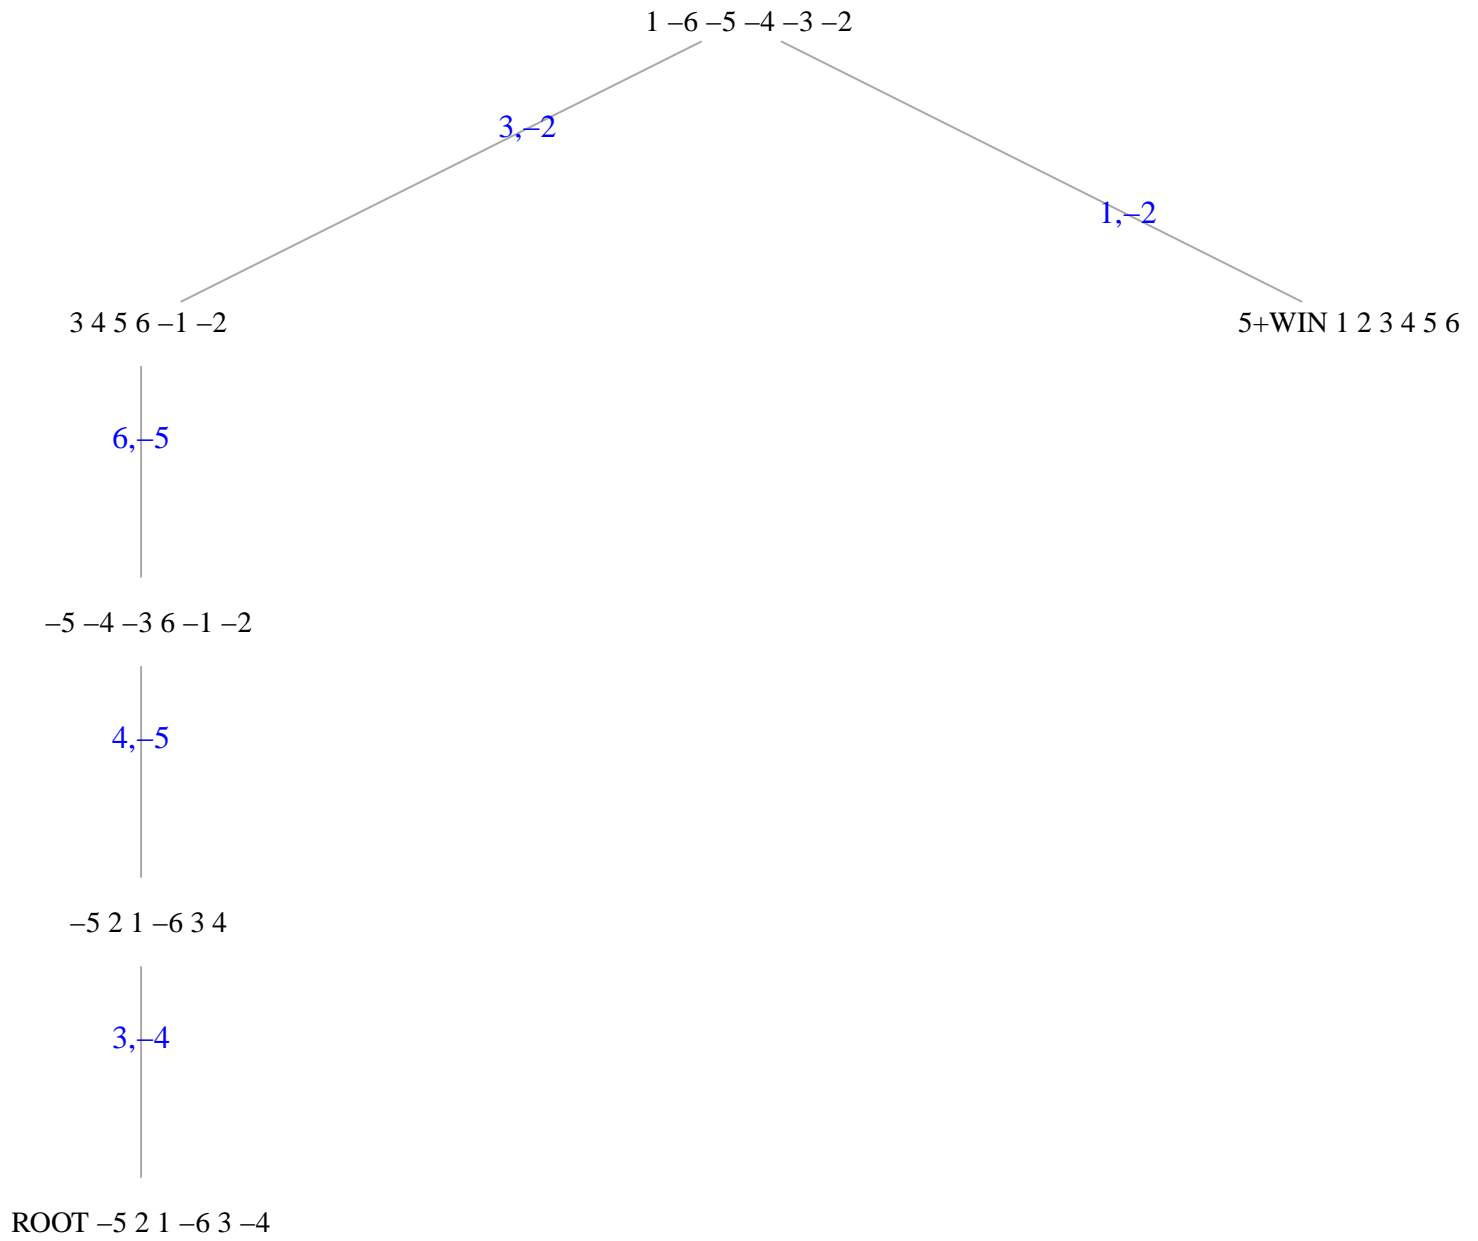 1 –6 –5 –4 –3 –2
3,–2
1,–2
3 4 5 6 –1 –2
5+WIN 1 2 3 4 5 6
6,–5
–5 –4 –3 6 –1 –2
4,–5
–5 2 1 –6 3 4
3,–4
ROOT –5 2 1 –6 3 –4